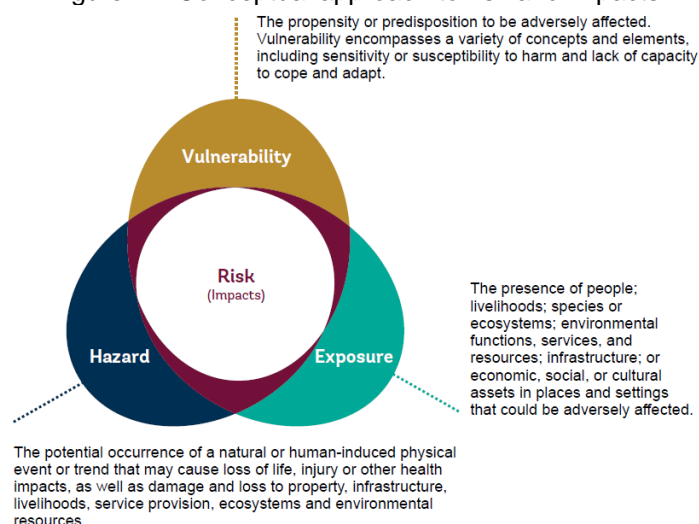 The propensity or predisposition to be adversely affected.
Vulnerability encompasses a variety of concepts and elements,
including sensitivity or susceptibility to harm and lack of capacity
to cope and adapt.
Vulnerability
Risk
(Impacts)
Hazard
Exposure
The presence of people;
livelihoods; species or
ecosystems; environmental
functions, services, and
resources; infrastructure; or
economic, social, or cultural
assets in places and settings
that could be adversely affected.
The potential occurrence of a natural or human-induced physical
event or trend that may cause loss of life, injury or other health
impacts, as well as damage and loss to property, infrastructure,
livelihoods, service provision, ecosystems and environmental
resources